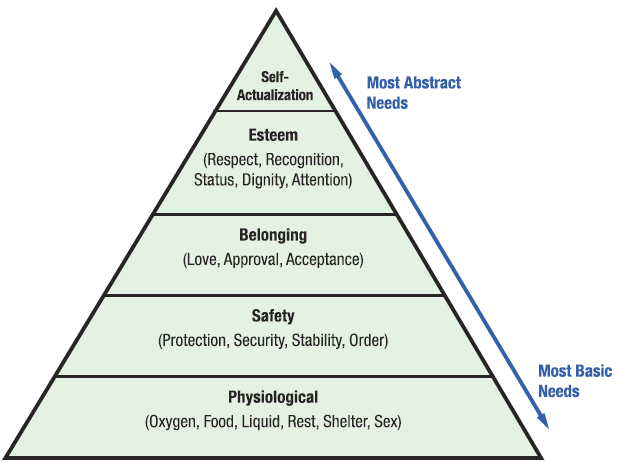 Self-
Actualization
Most Abstract
Needs
Esteem
(Respect, Recognition,
Status, Dignity, Attention)
Belonging
(Love, Approval, Acceptance)
Safety
(Protection, Security, Stability, Order)
Most Basic
Needs
Physiological
(Oxygen, Food, Liquid, Rest, Shelter, Sex)